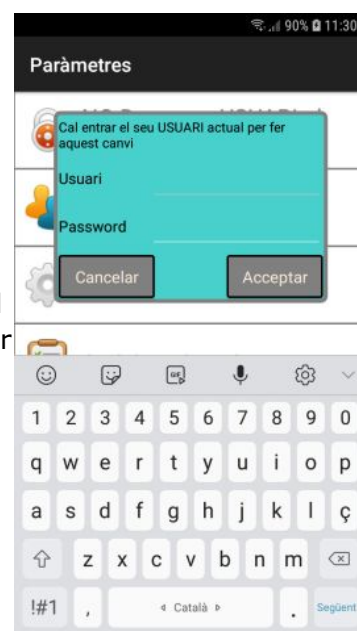 90% 11:30
Paràmetres
Cal entrar el seu USUARI actual per fer
aquest canvi
Usuari
Password
Cancelar Acceptar
r
GIF
1 2 3 4 5 6 7 8 9 0
q w e r t y u i o p
a s d f g h j k l ç
z x c v b n m
!#1 , Català . Següent